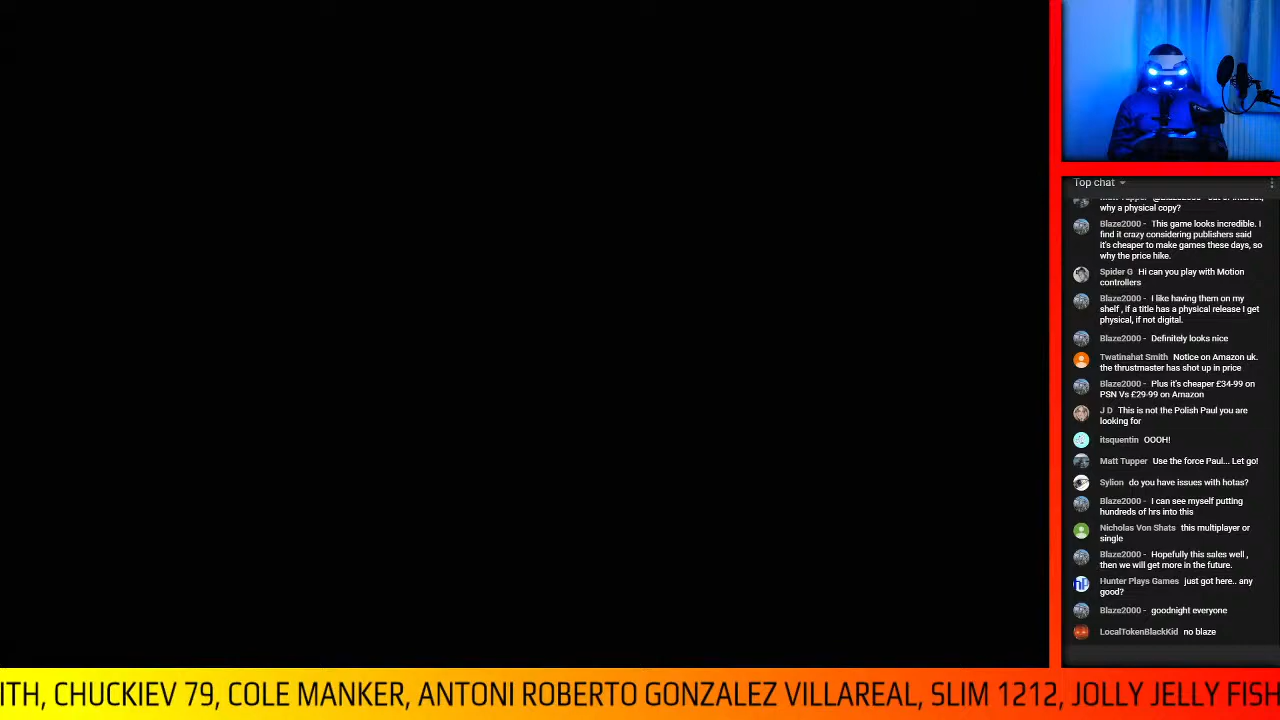 Top chat
why a physical copy?
Blaze2000 - This game looks incredible. I
find it crazy considering publishers said
it's cheaper to make games these days, so
why the price hike.
Spider G Hi can you play with Motion
controllers
Blaze2000 - I like having them on my
shelf , if a title has a physical release I get
physical, if not digital.
Blaze2000 - Definitely looks nice
Twatinahat Smith Notice on Amazon uk.
the thrustmaster has shot up in price
Blaze2000 - Plus it's cheaper £34-99 on
PSN Vs £29-99 on Amazon
J D This is not the Polish Paul you are
looking for
itsquentin OOOH!
Matt Tupper Use the force Paul... Let go!
Sylion do you have issues with hotas?
Blaze2000 - I can see myself putting
hundreds of hrs into this
Nicholas Von Shats this multiplayer or
single
Blaze2000 - Hopefully this sales well ,
then we will get more in the future.
Hunter Plays Games just got here.. any
good?
Blaze2000 - goodnight everyone
LocalTokenBlackKid no blaze
ITH, CHUCKIEV 79, COLE MANKER, ANTONI ROBERTO GONZALEZ VILLAREAL, SLIM 1212, JOLLY JELLY FISH